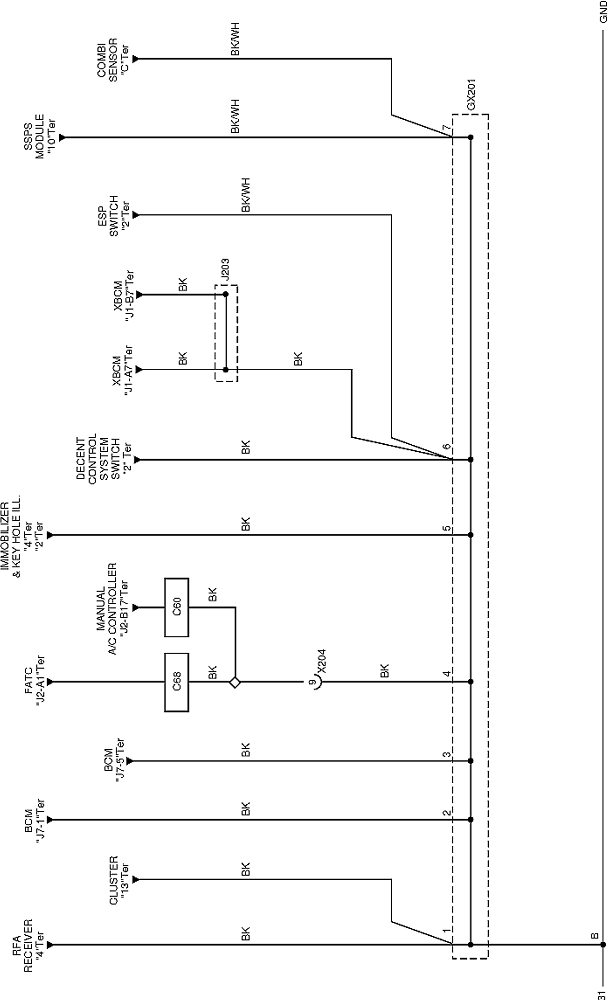 COMBI
SENSOR
"C"Ter
BK/WH
SSPS
MODULE
"10"Ter
BK/WH
7
GX201
GND
ESP
SWITCH
"2"Ter
BK/WH
XBCM
"J1-B7"Ter
BK
J203
XBCM
"J1-A7"Ter
BK
BK
DECENT
CONTROL
SYSTEM
SWITCH
"2" Ter
BK
6
IMMOBILIZER
& KEY HOLE ILL.
"4"Ter
"2"Ter
BK
5
MANUAL
A/C CONTROLLER
"J2-B17"Ter
C60
BK
FATC
"J2-A1"Ter
C68
BK
9
X204
BK
4
BCM
"J7-5"Ter
BK
3
BCM
"J7-1"Ter
BK
2
CLUSTER
"13"Ter
BK
RFA
RECEIVER
"4"Ter
BK
1
B
31